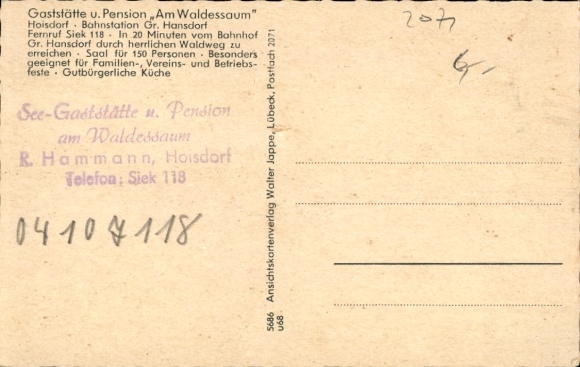 Gaststätte u. Pension „Am Waldessaum"
Hoisdorf · Bahnstation Gr. Hansdorf
Fernruf Siek 118 · In 20 Minuten vom Bahnhof
Gr. Hansdorf durch herrlichen Waldweg zu
erreichen · Saal für 150 Personen · Besonders
geeignet für Familien-, Vereins- und Betriebs-
feste · Gutbürgerliche Küche
See-Gaststätte u. Pension
am Waldessaum
R. Hammann, Hoisdorf
Telefon: Siek 118
04107118
5686 Ansichtskartenverlag Walter Jappe, Lübeck, Postfach 2071
u68
2071
6,-